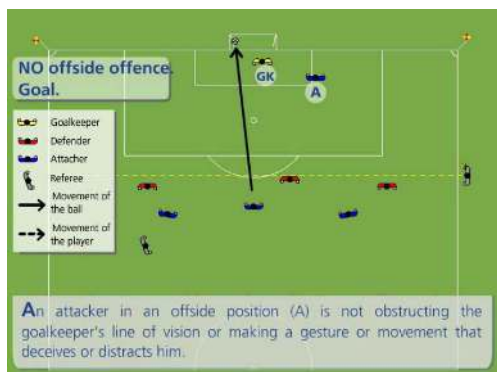 NO offside offence.
Goal.
GK
A
Goalkeeper
Defender
Attacher
Referee
Movement of
the ball
Movement of
the player
An attacker in an offside position (A) is not obstructing the
goalkeeper's line of vision or making a gesture or movement that
deceives or distracts him.